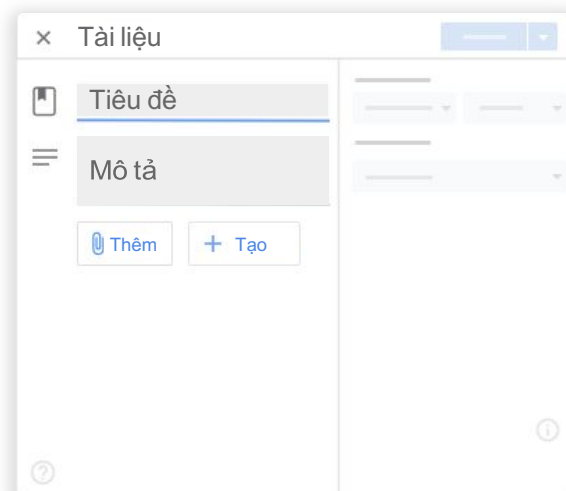 Tài liệu
Tiêu đề
Mô tả
Thêm
Tạo